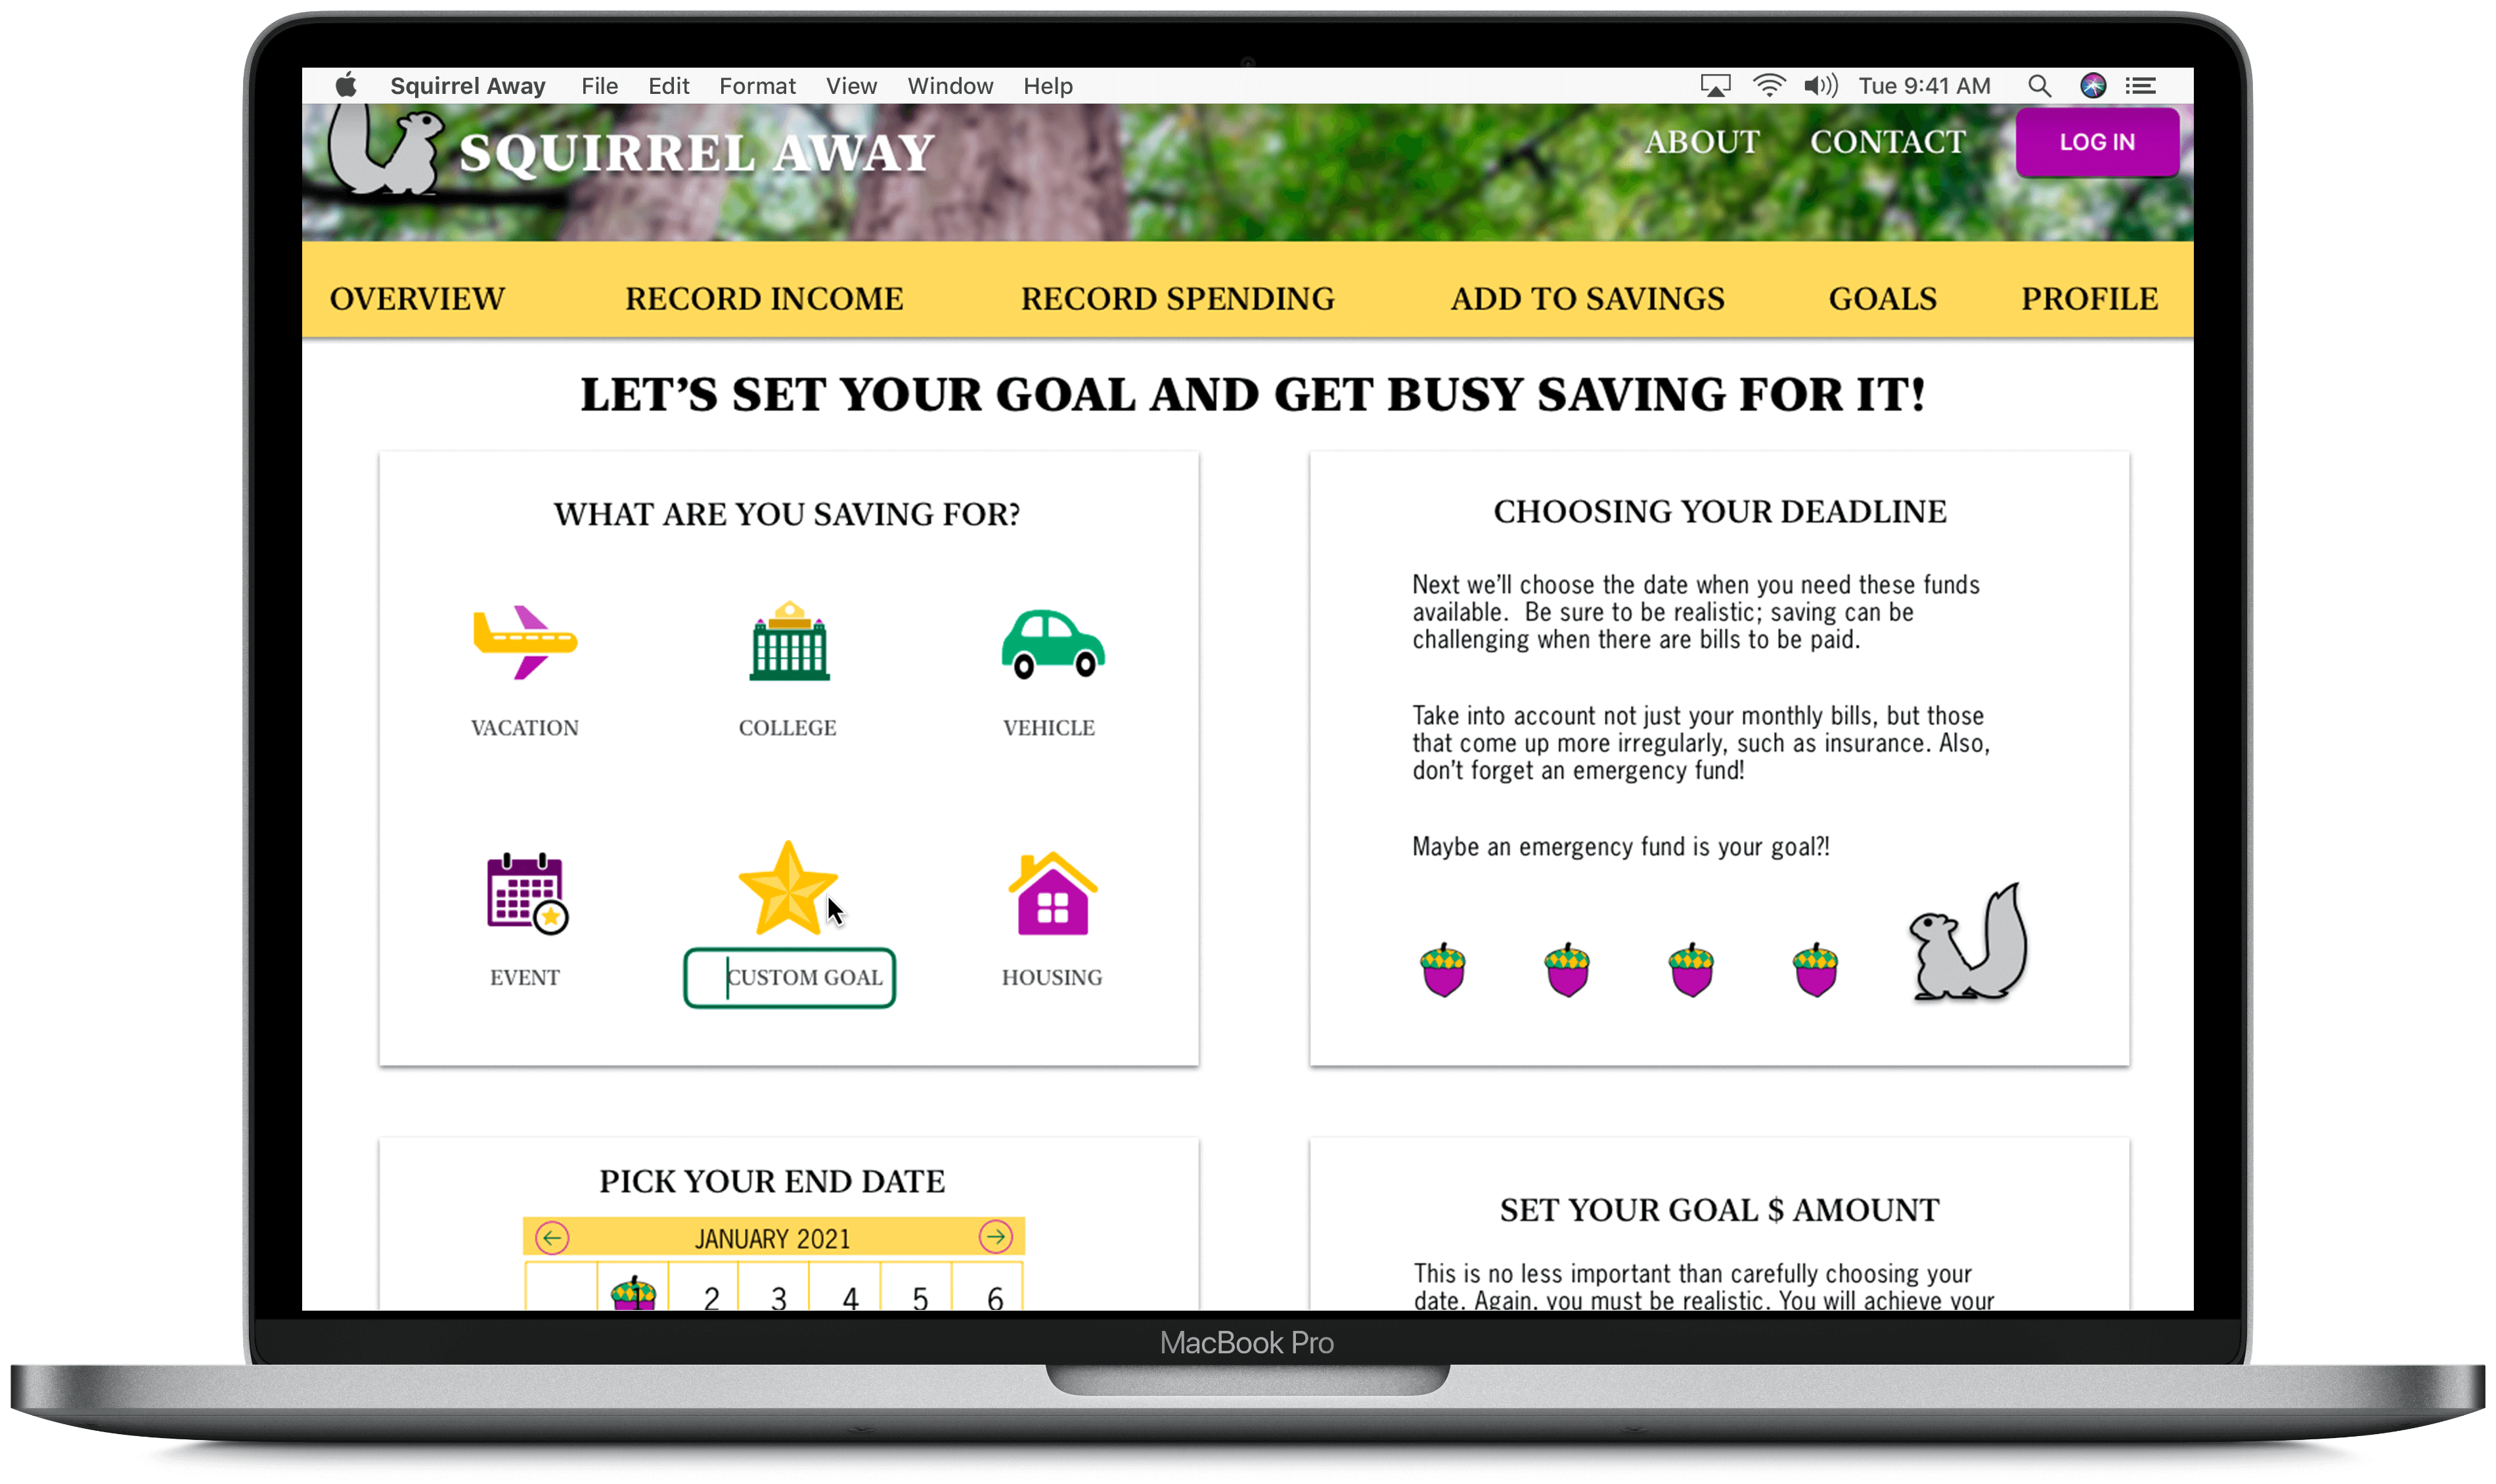 Squirrel Away File Edit Format View Window Help Tue 9:41 AM
SQUIRREL AWAY
ABOUT CONTACT LOG IN
OVERVIEW RECORD INCOME RECORD SPENDING ADD TO SAVINGS GOALS PROFILE
LET'S SET YOUR GOAL AND GET BUSY SAVING FOR IT!
WHAT ARE YOU SAVING FOR?
VACATION COLLEGE VEHICLE
EVENT CUSTOM GOAL HOUSING
CHOOSING YOUR DEADLINE
Next we'll choose the date when you need these funds
available.  Be sure to be realistic; saving can be
challenging when there are bills to be paid.
Take into account not just your monthly bills, but those
that come up more irregularly, such as insurance. Also,
don't forget an emergency fund!
Maybe an emergency fund is your goal?!
PICK YOUR END DATE
JANUARY 2021
1 2 3 4 5 6
SET YOUR GOAL $ AMOUNT
This is no less important than carefully choosing your
date. Again, you must be realistic. You will achieve your
MacBook Pro